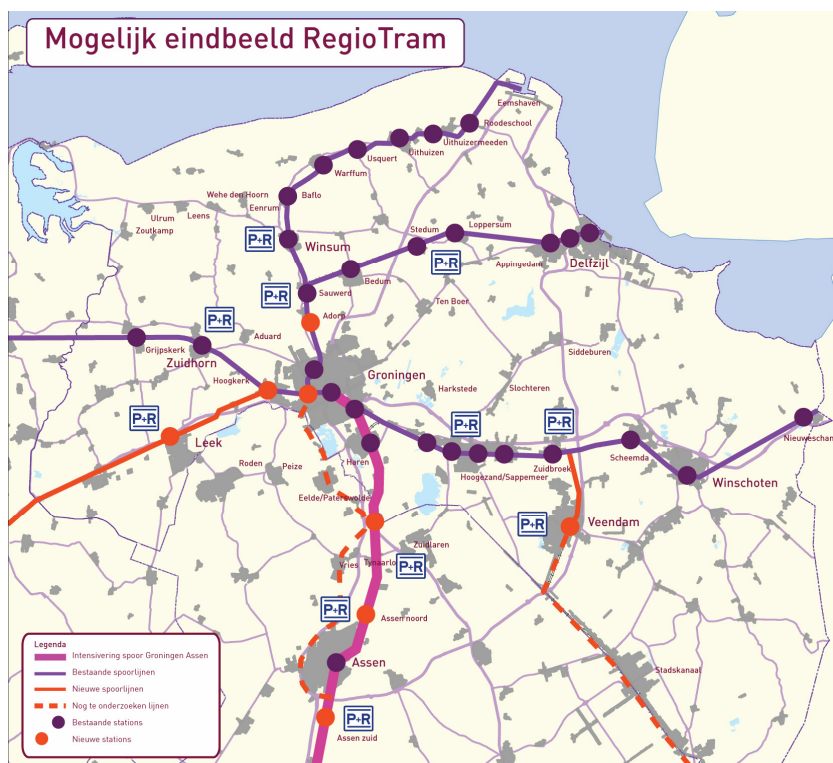 Mogelijk eindbeeld RegioTram
Eemshaven
Roodeschool
Uithuizermeeden
Uithuizen
Usquert
Warffum
Wehe den Hoorn
Baflo
Eenrum
Leens
Ulrum
Zoutkamp
P+R
Winsum
Stedum
Loppersum
P+R
Appingedam
Delfzijl
Bedum
P+R
Sauwerd
Ten Boer
Adorp
P+R
Aduard
Grijpskerk
Zuidhorn
Siddeburen
Hoogkerk
Groningen
Harkstede
Slochteren
P+R
Leek
P+R
P+R
Haren
Zuidbroek
Scheemda
Nieuweschan
Roden
Peize
Hoogezand/Sappemeer
Winschoten
Eelde/Paterswolde
P+R
Veendam
Zuidlaren
Vries
Tynaarlo
P+R
P+R
Assen noord
Assen
Stadskanaal
P+R
Assen zuid
Legenda
Intensivering spoor Groningen Assen
Bestaande spoorlijnen
Nieuwe spoorlijnen
Nog te onderzoeken lijnen
Bestaande stations
Nieuwe stations